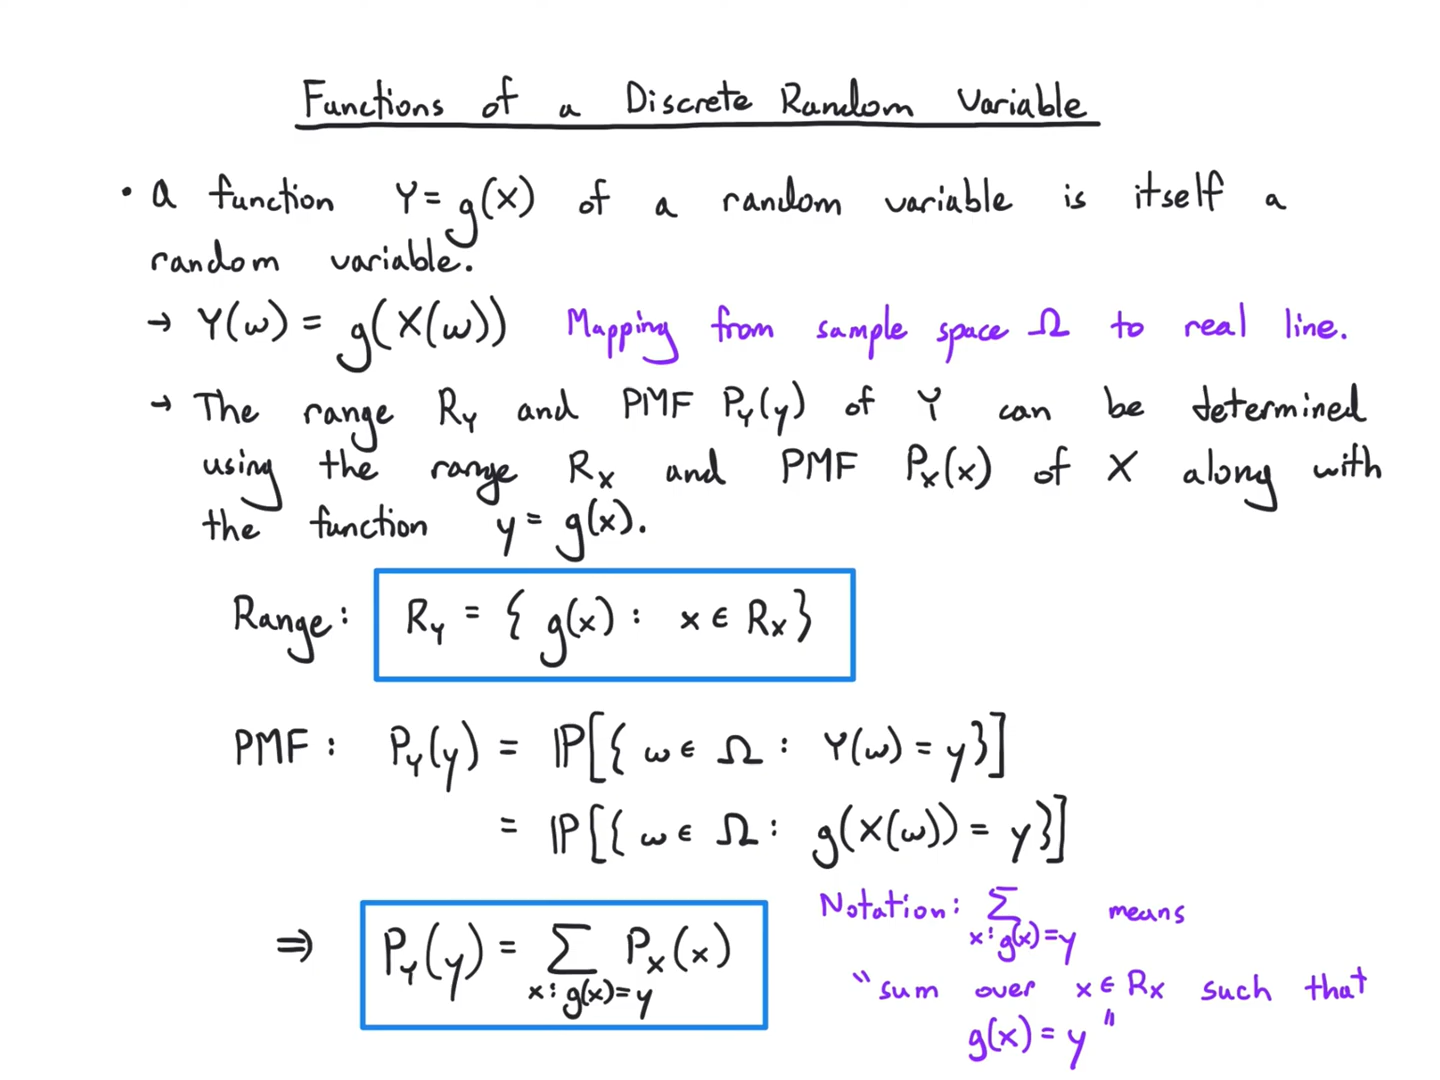 Functions of a Discrete Random Variable
• a function Y = g(X) of a random variable is itself a
random variable.
→ Y(ω) = g(X(ω)) Mapping from sample space Ω to real line.
→ The range R_Y and PMF P_Y(y) of Y can be determined
using the range R_X and PMF P_X(x) of X along with
the function y = g(x).
Range: R_Y = { g(x) : x ∈ R_X }
PMF: P_Y(y) = ℙ[{ ω ∈ Ω : Y(ω) = y }]
= ℙ[{ ω ∈ Ω : g(X(ω)) = y }]
⇒ P_Y(y) = ∑_{x : g(x) = y} P_X(x)
Notation: ∑_{x : g(x) = y} means
"sum over x ∈ R_X such that
g(x) = y"